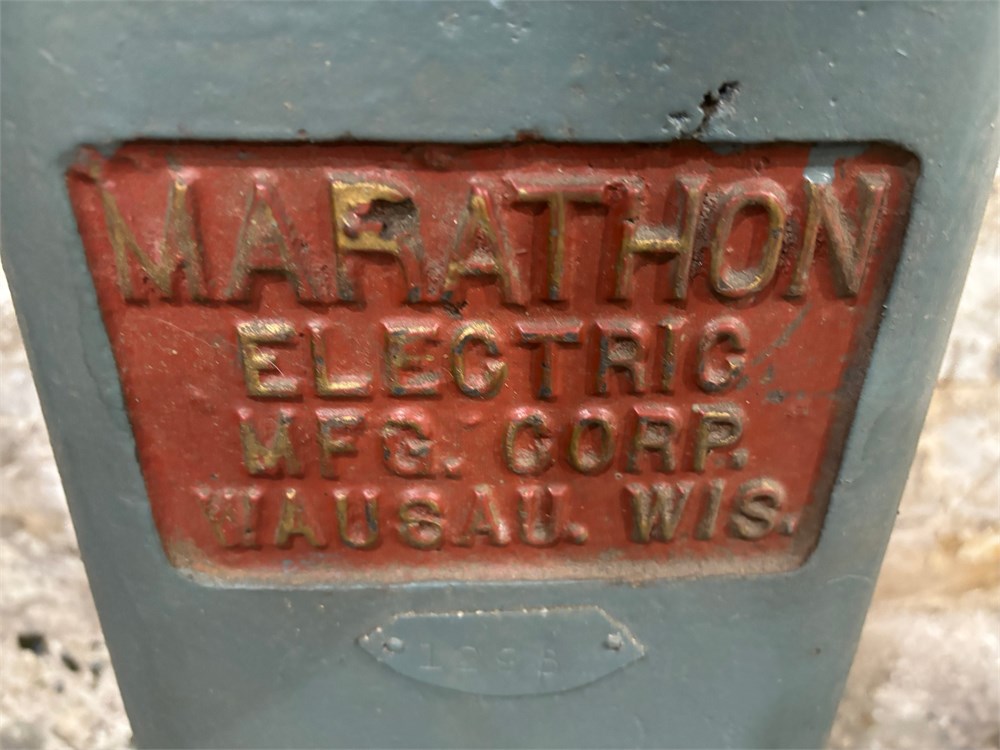 MARATHON
ELECTRIC
MFG. CORP.
WAUSAU. WIS.